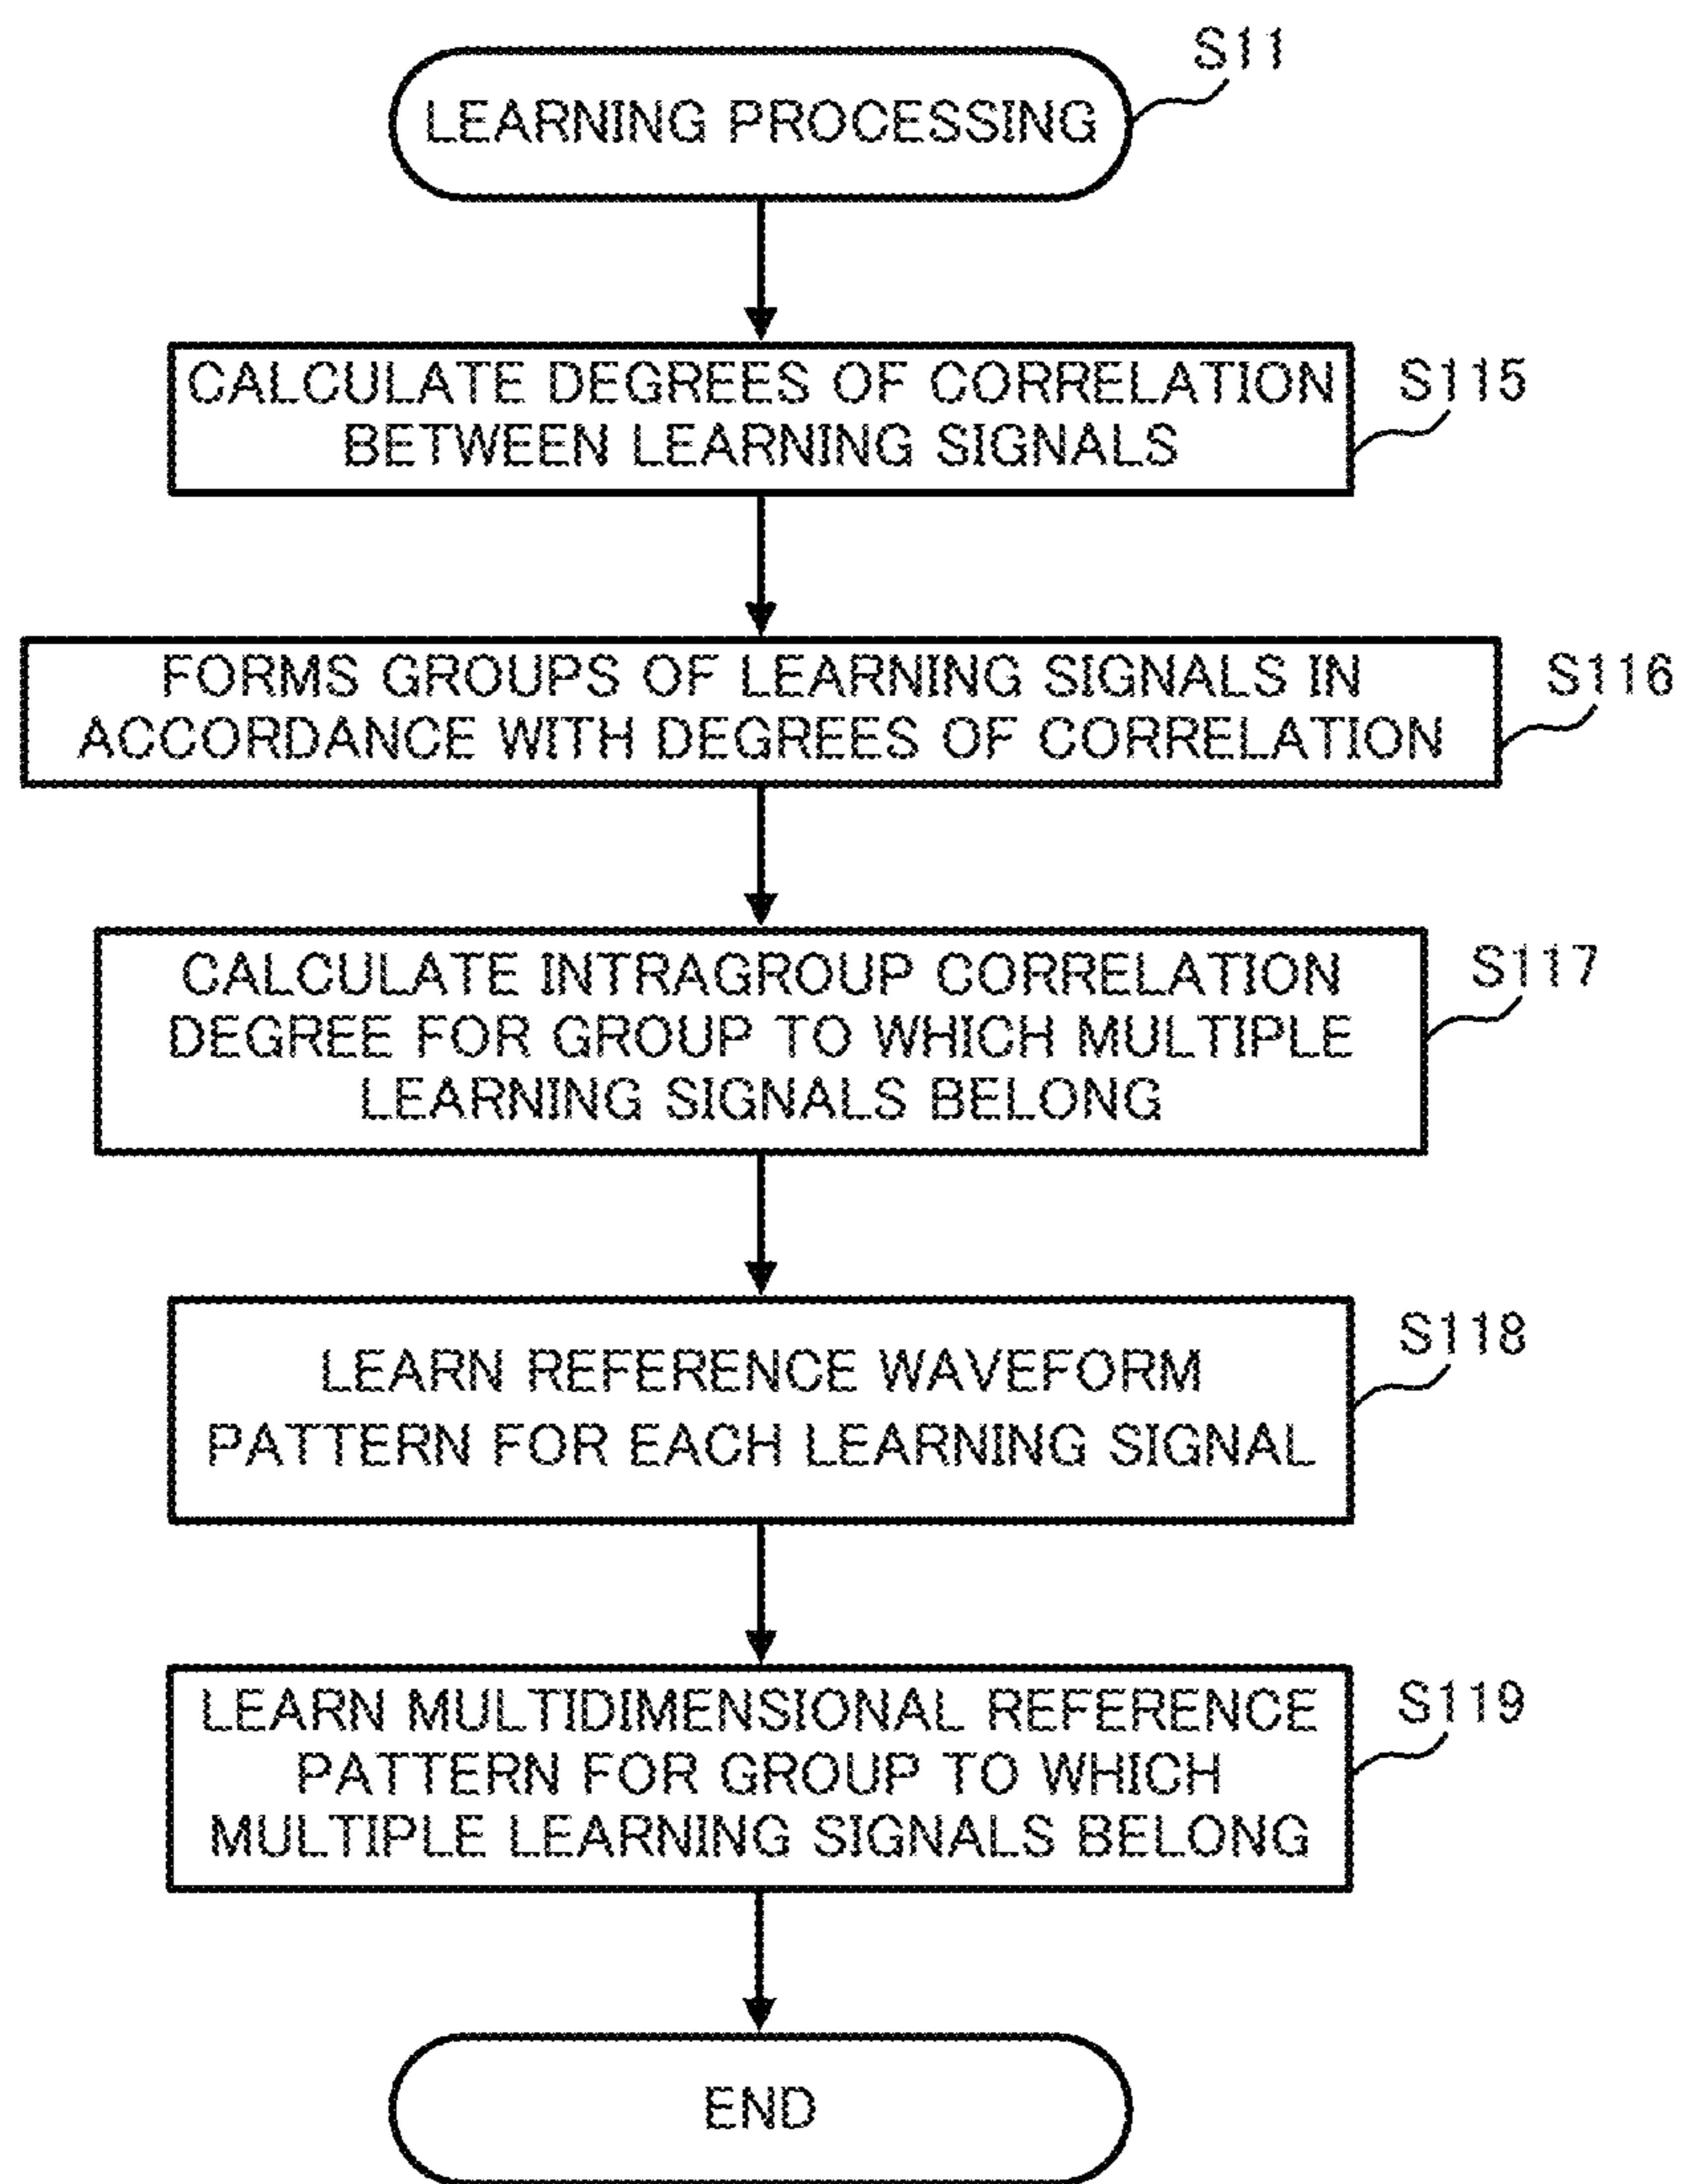 S11
LEARNING PROCESSING
CALCULATE DEGREES OF CORRELATION
BETWEEN LEARNING SIGNALS
S115
FORMS GROUPS OF LEARNING SIGNALS IN
ACCORDANCE WITH DEGREES OF CORRELATION
S116
CALCULATE INTRAGROUP CORRELATION
DEGREE FOR GROUP TO WHICH MULTIPLE
LEARNING SIGNALS BELONG
S117
LEARN REFERENCE WAVEFORM
PATTERN FOR EACH LEARNING SIGNAL
S118
LEARN MULTIDIMENSIONAL REFERENCE
PATTERN FOR GROUP TO WHICH
MULTIPLE LEARNING SIGNALS BELONG
S119
END